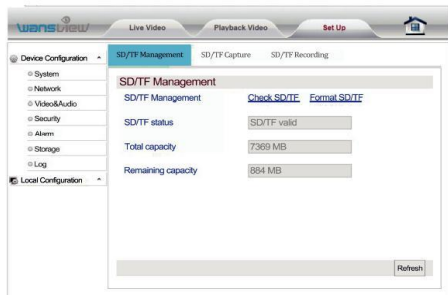 wansview
Live Video Playback Video Set Up
Device Configuration
System
Network
Video&Audio
Security
Alarm
Storage
Log
Local Configuration
SD/TF Management SD/TF Capture SD/TF Recording
SD/TF Management
SD/TF Management Check SD/TF Format SD/TF
SD/TF status SD/TF valid
Total capacity 7369 MB
Remaining capacity 884 MB
Refresh